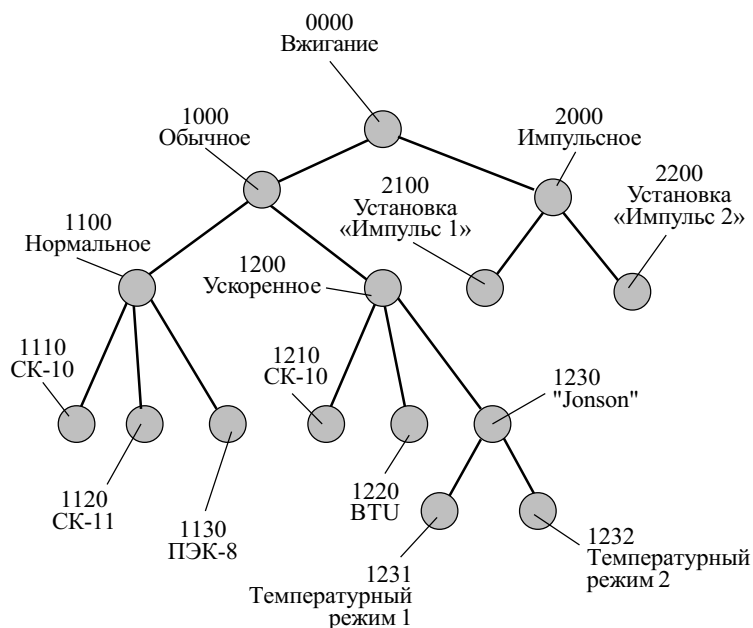 0000
Вжигание
1000
Обычное
2000
Импульсное
2100
Установка
«Импульс 1»
2200
Установка
«Импульс 2»
1100
Нормальное
1200
Ускоренное
1110
СК-10
1210
СК-10
1230
"Jonson"
1120
СК-11
1130
ПЭК-8
1220
BTU
1231
Температурный
режим 1
1232
Температурный
режим 2